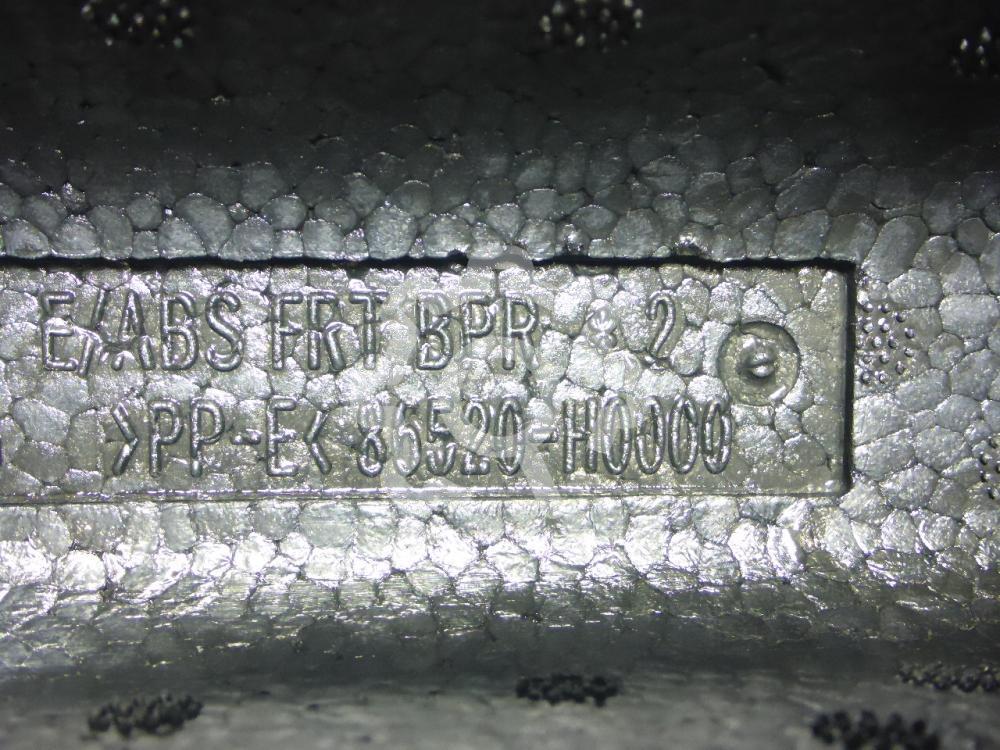 E/ABS FRT BPR # 2
>PP-E< 86520-H0000